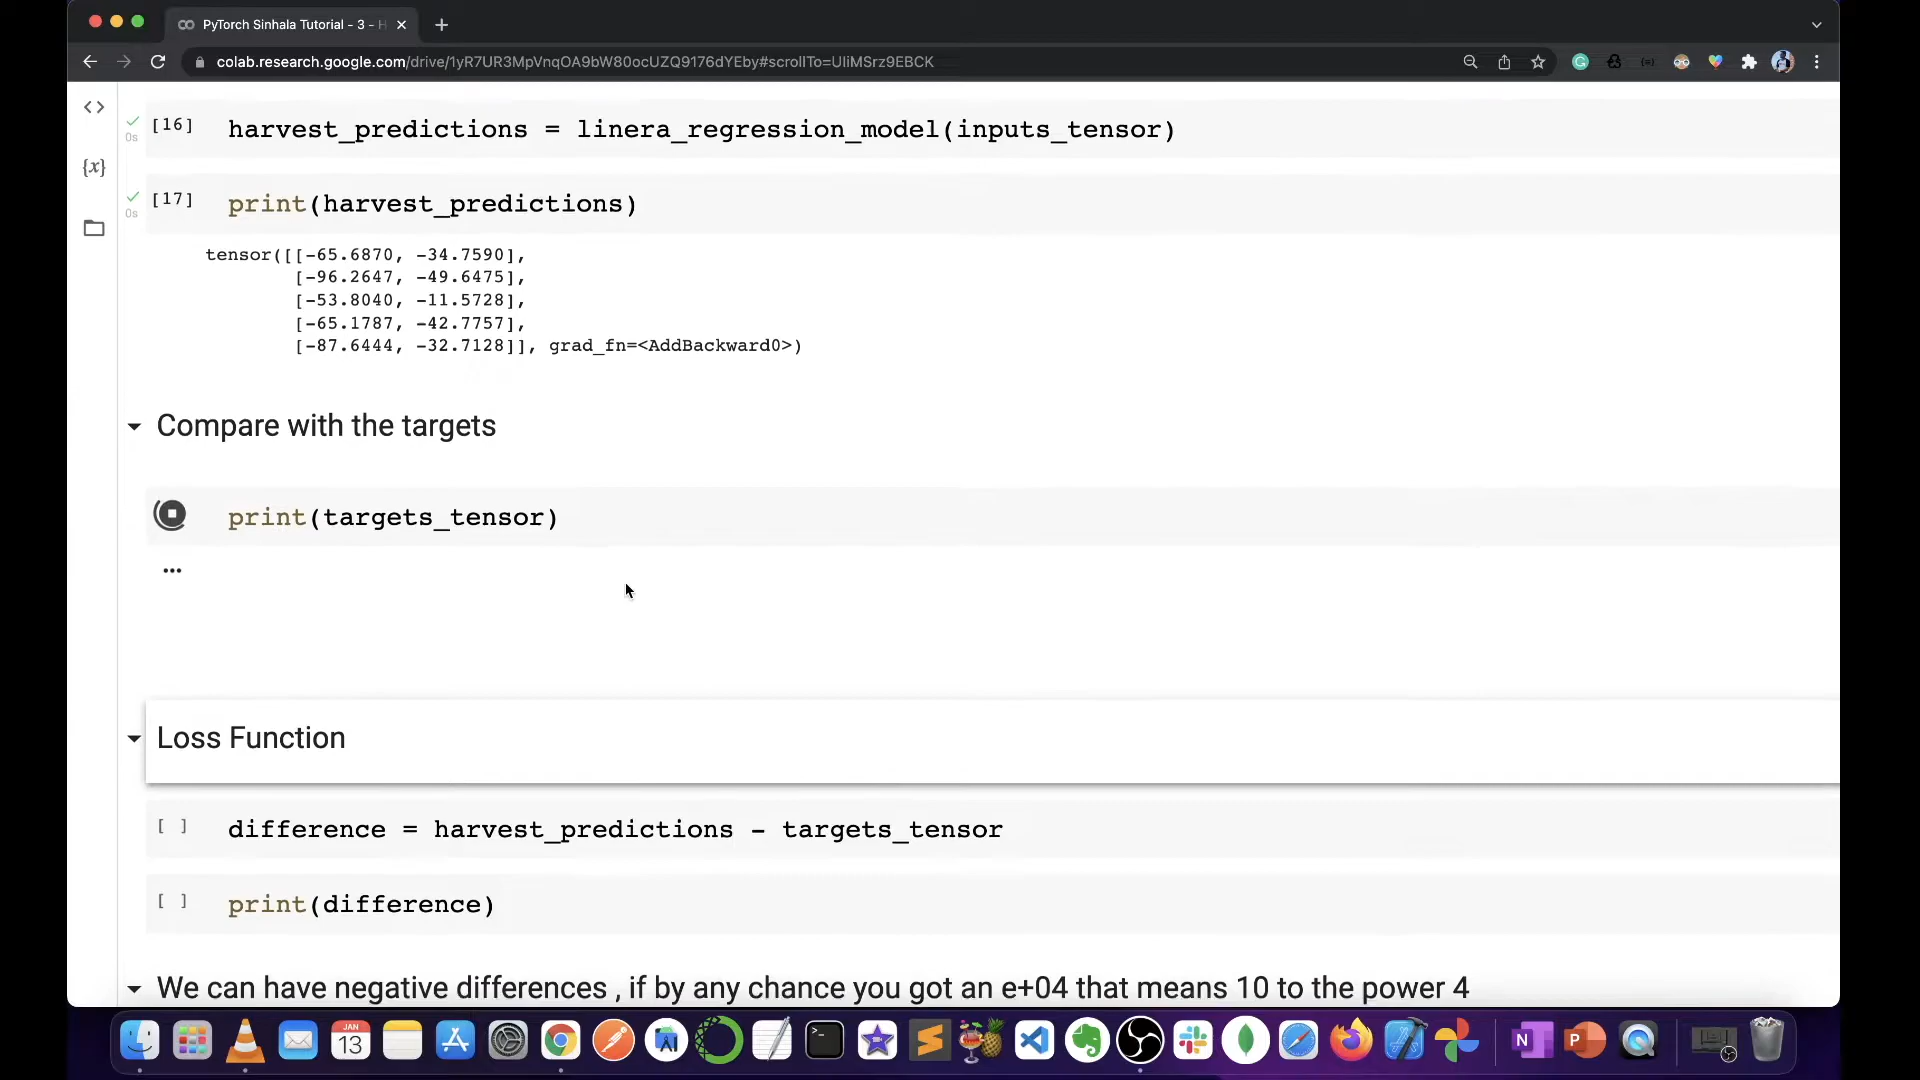 PyTorch Sinhala Tutorial - 3 - H
colab.research.google.com/drive/1yR7UR3MpVnqOA9bW80ocUZQ9176dYEby#scrollTo=UIiMSrz9EBCK
[16] harvest_predictions = linera_regression_model(inputs_tensor)
0s
{x}
[17] print(harvest_predictions)
0s
tensor([[-65.6870, -34.7590],
[-96.2647, -49.6475],
[-53.8040, -11.5728],
[-65.1787, -42.7757],
[-87.6444, -32.7128]], grad_fn=<AddBackward0>)
Compare with the targets
print(targets_tensor)
...
Loss Function
[ ] difference = harvest_predictions - targets_tensor
[ ] print(difference)
We can have negative differences , if by any chance you got an e+04 that means 10 to the power 4
JAN
13
N
P